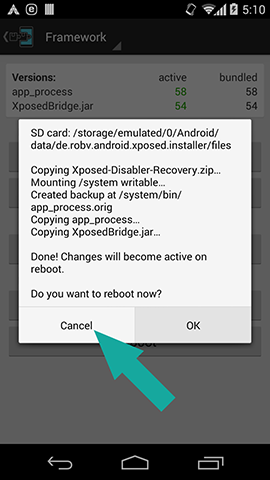 5:10
Framework
Versions: active bundled
app_process 58 58
XposedBridge.jar 54 54
SD card: /storage/emulated/0/Android/
data/de.robv.android.xposed.installer/files
Copying Xposed-Disabler-Recovery.zip...
Mounting /system writable...
Created backup at /system/bin/
app_process.orig
Copying app_process...
Copying XposedBridge.jar...
Done! Changes will become active on
reboot.
Do you want to reboot now?
Cancel OK